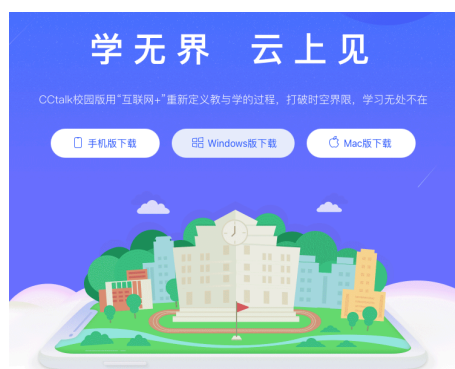 学无界 云上见
CCtalk校园版用“互联网+”重新定义教与学的过程，打破时空界限，学习无处不在
手机版下载 Windows版下载 Mac版下载